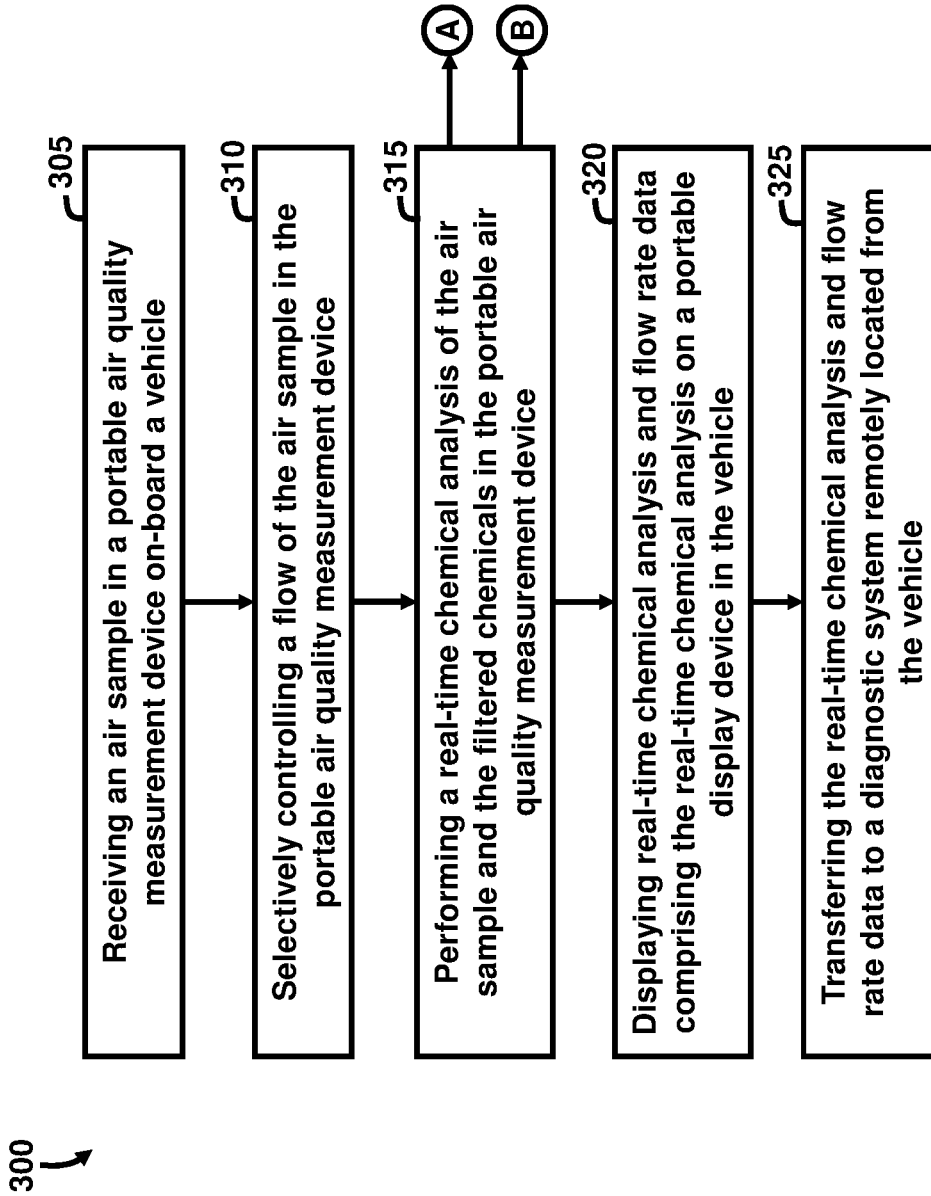 300
305
Receiving an air sample in a portable air quality
measurement device on-board a vehicle
310
Selectively controlling a flow of the air sample in the
portable air quality measurement device
315
Performing a real-time chemical analysis of the air
sample and the filtered chemicals in the portable air
quality measurement device
A
B
320
Displaying real-time chemical analysis and flow rate data
comprising the real-time chemical analysis on a portable
display device in the vehicle
325
Transferring the real-time chemical analysis and flow
rate data to a diagnostic system remotely located from
the vehicle